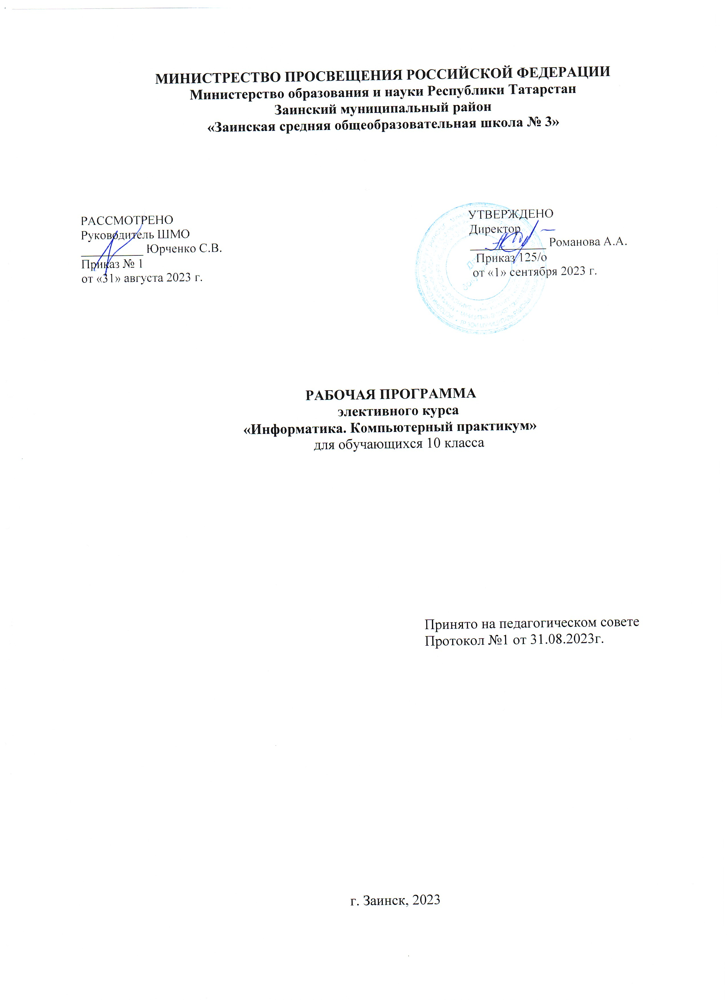 МИНИСТРЕСТВО ПРОСВЕЩЕНИЯ РОССИЙСКОЙ ФЕДЕРАЦИИ
Министерство образования и науки Республики Татарстан
Заинский муниципальный район
«Заинская средняя общеобразовательная школа № 3»
РАССМОТРЕНО
Руководитель ШМО
__________ Юрченко С.В.
Приказ № 1
от «31» августа 2023 г.
УТВЕРЖДЕНО
Директор
____________ Романова А.А.
Приказ 125/о
от «1» сентября 2023 г.
РАБОЧАЯ ПРОГРАММА
элективного курса
«Информатика. Компьютерный практикум»
для обучающихся 10 класса
Принято на педагогическом совете
Протокол №1 от 31.08.2023г.
г. Заинск, 2023